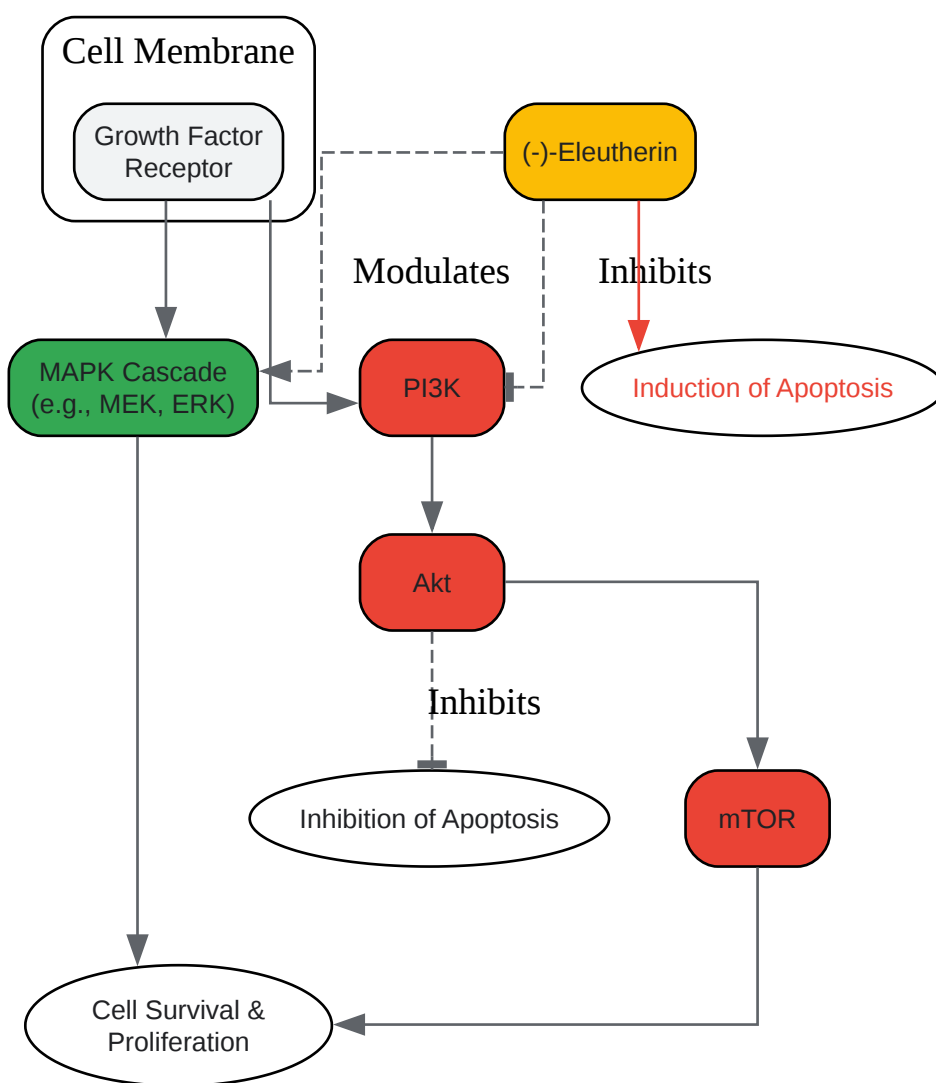 Cell Membrane
Growth Factor
Receptor
(-)-Eleutherin
Modulates
Inhibits
MAPK Cascade
(e.g., MEK, ERK)
PI3K
Induction of Apoptosis
Akt
Inhibits
Inhibition of Apoptosis
mTOR
Cell Survival &
Proliferation